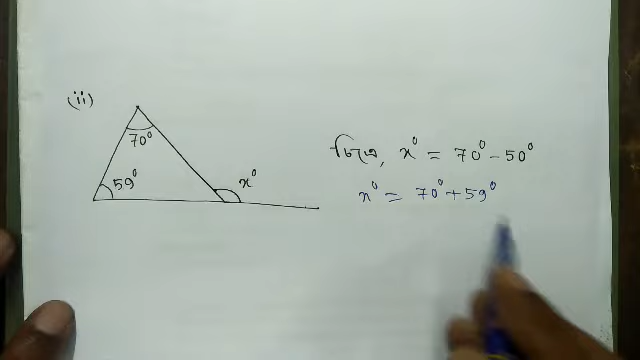 (ii)
70°
59°
x°
চিত্রে, x° = 70° - 50°
x° = 70° + 59°